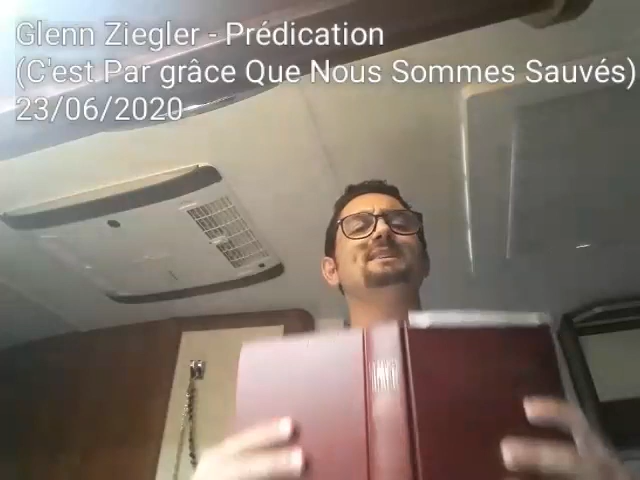 Glenn Ziegler - Prédication
(C'est.Par grâce Que Nous Sommes Sauvés)
23/06/2020